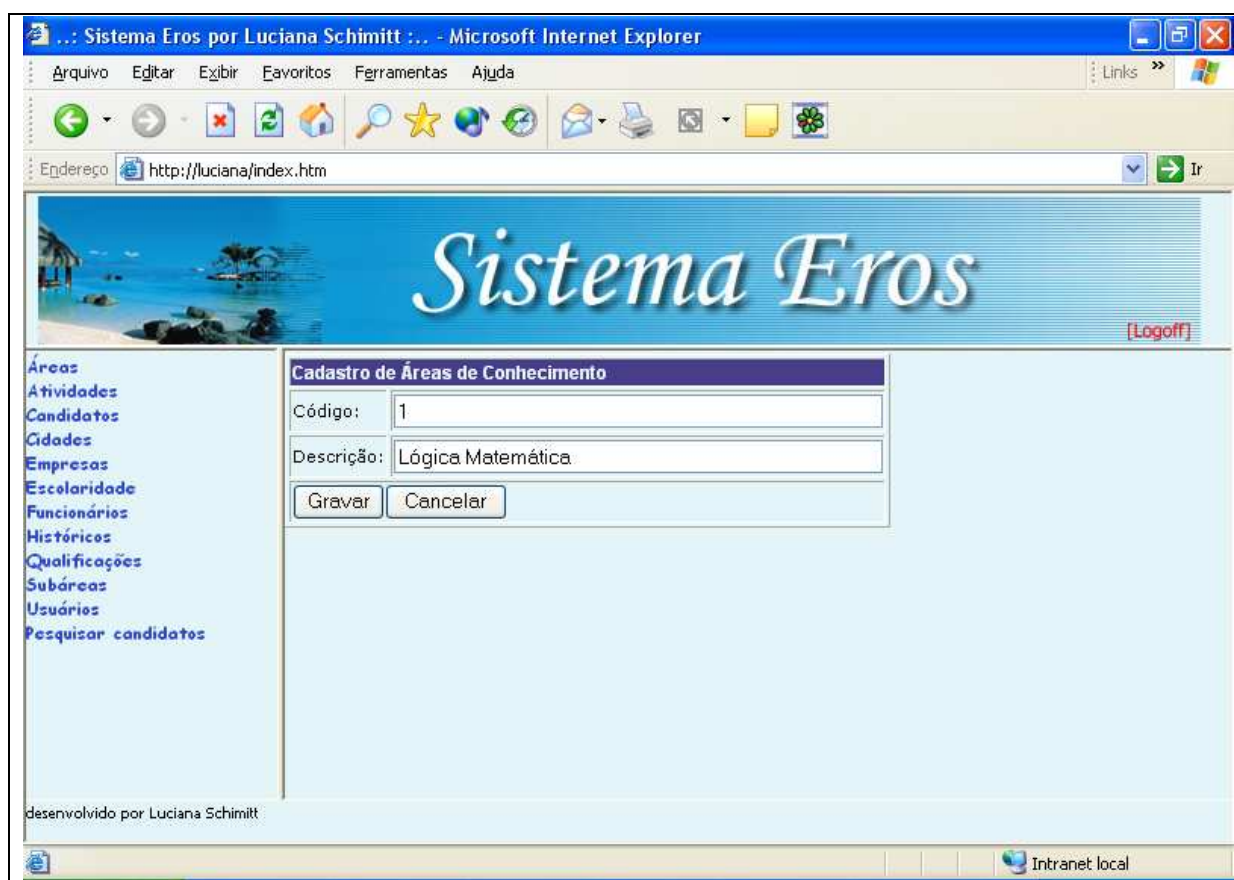 ..: Sistema Eros por Luciana Schimitt :.. - Microsoft Internet Explorer
Arquivo Editar Exibir Favoritos Ferramentas Ajuda Links »
Endereço http://luciana/index.htm Ir
Sistema Eros
[Logoff]
Áreas
Atividades
Candidatos
Cidades
Empresas
Escolaridade
Funcionários
Históricos
Qualificações
Subáreas
Usuários
Pesquisar candidatos
Cadastro de Áreas de Conhecimento
Código: 1
Descrição: Lógica Matemática
Gravar Cancelar
desenvolvido por Luciana Schimitt
Intranet local